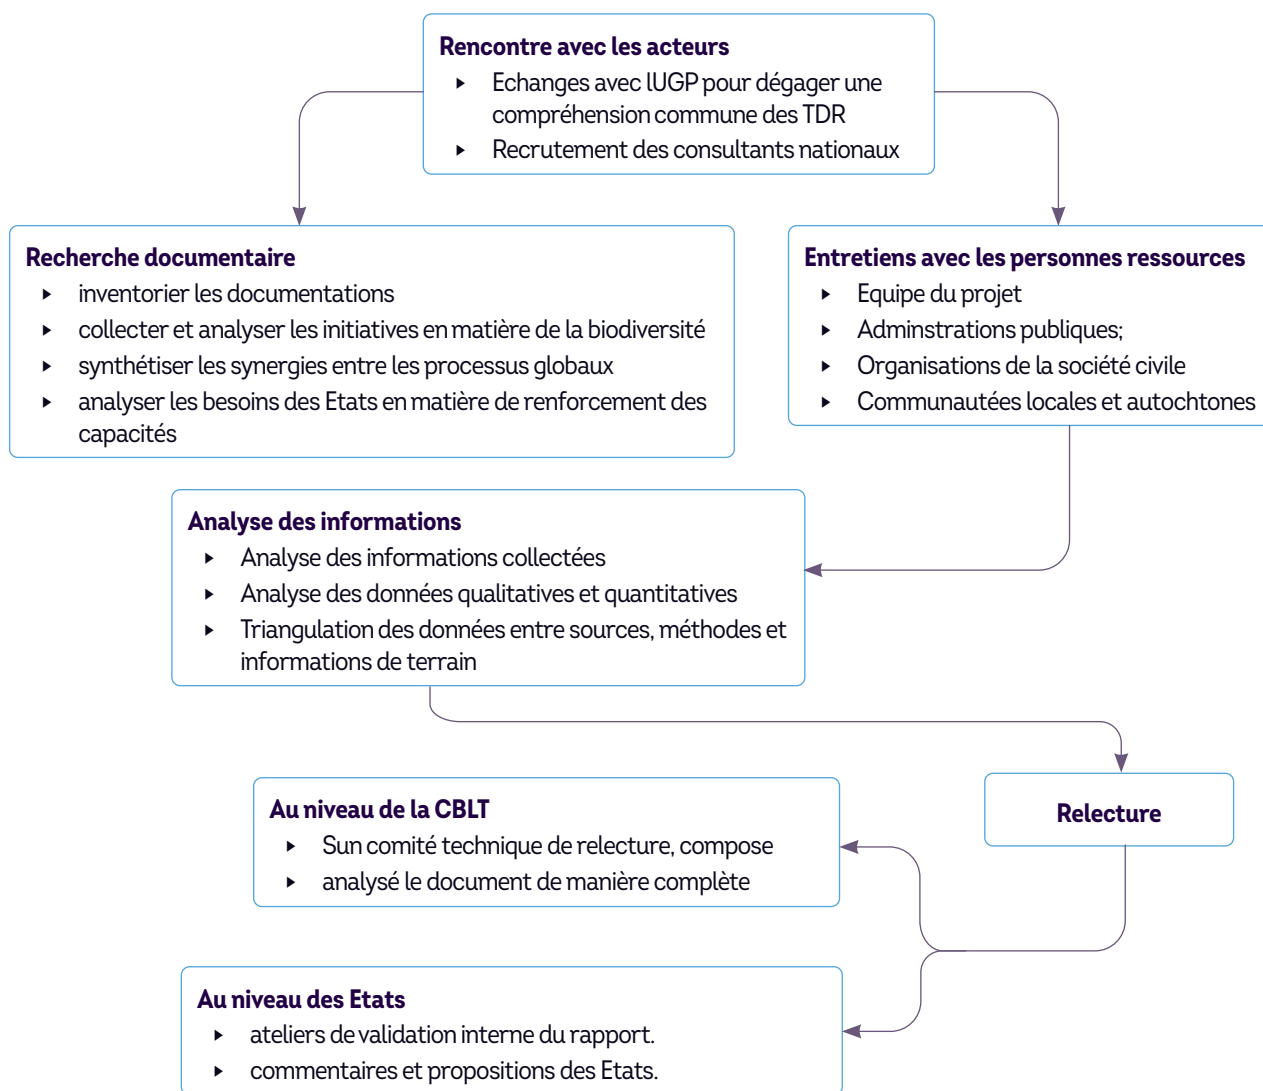 Rencontre avec les acteurs
▸ Echanges avec lUGP pour dégager une
compréhension commune des TDR
▸ Recrutement des consultants nationaux
Recherche documentaire
▸ inventorier les documentations
▸ collecter et analyser les initiatives en matière de la biodiversité
▸ synthétiser les synergies entre les processus globaux
▸ analyser les besoins des Etats en matière de renforcement des
capacités
Entretiens avec les personnes ressources
▸ Equipe du projet
▸ Adminstrations publiques;
▸ Organisations de la société civile
▸ Communautées locales et autochtones
Analyse des informations
▸ Analyse des informations collectées
▸ Analyse des données qualitatives et quantitatives
▸ Triangulation des données entre sources, méthodes et
informations de terrain
Relecture
Au niveau de la CBLT
▸ Sun comité technique de relecture, compose
▸ analysé le document de manière complète
Au niveau des Etats
▸ ateliers de validation interne du rapport.
▸ commentaires et propositions des Etats.